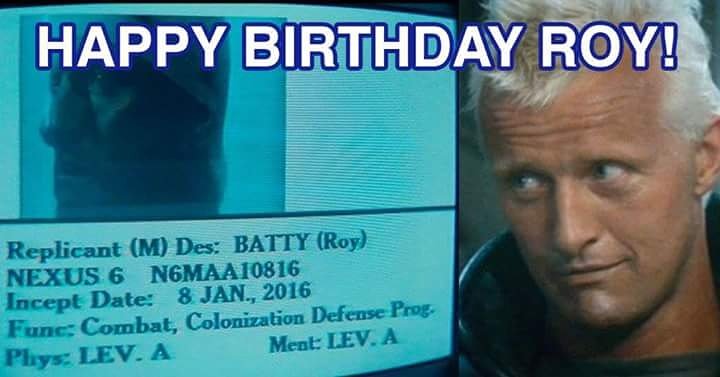 HAPPY BIRTHDAY ROY!
Replicant (M) Des: BATTY (Roy)
NEXUS 6 N6MAA10816
Incept Date: 8 JAN., 2016
Func: Combat, Colonization Defense Prog.
Phys: LEV. A Ment: LEV. A